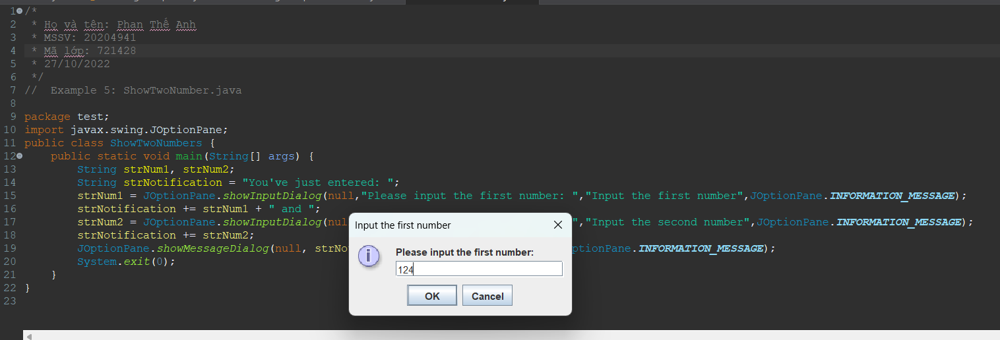 1 /*
2  * Họ và tên: Phan Thế Anh
3  * MSSV: 20204941
4  * Mã lớp: 721428
5  * 27/10/2022
6  */
7 //  Example 5: ShowTwoNumber.java
8
9 package test;
10 import javax.swing.JOptionPane;
11 public class ShowTwoNumbers {
12     public static void main(String[] args) {
13         String strNum1, strNum2;
14         String strNotification = "You've just entered: ";
15         strNum1 = JOptionPane.showInputDialog(null,"Please input the first number: ","Input the first number",JOptionPane.INFORMATION_MESSAGE);
16         strNotification += strNum1 + " and ";
17         strNum2 = JOptionPane.showInputDialog(nul ","Input the second number",JOptionPane.INFORMATION_MESSAGE);
18         strNotification += strNum2;
19         JOptionPane.showMessageDialog(null, strNo ptionPane.INFORMATION_MESSAGE);
20         System.exit(0);
21     }
22 }
23
Input the first number
Please input the first number:
124
OK Cancel